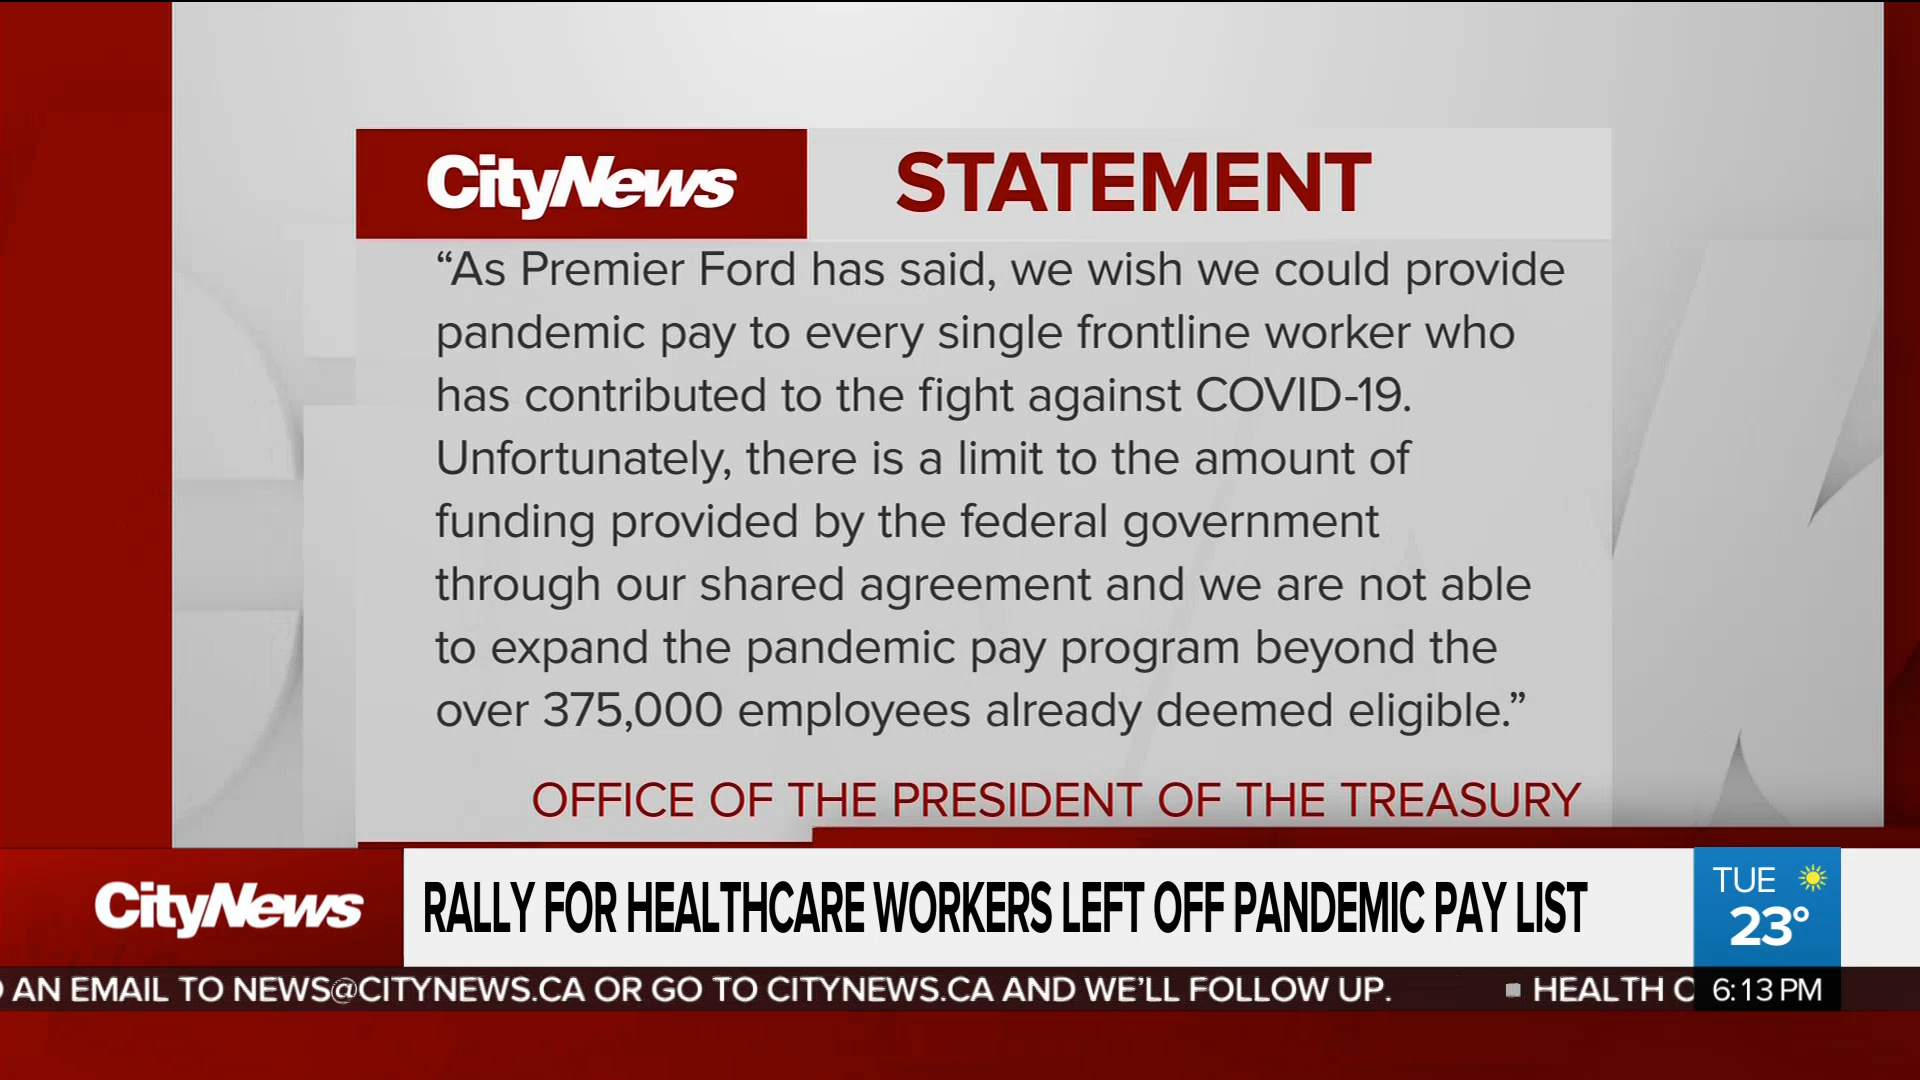 CityNews STATEMENT
“As Premier Ford has said, we wish we could provide
pandemic pay to every single frontline worker who
has contributed to the fight against COVID-19.
Unfortunately, there is a limit to the amount of
funding provided by the federal government
through our shared agreement and we are not able
to expand the pandemic pay program beyond the
over 375,000 employees already deemed eligible.”
OFFICE OF THE PRESIDENT OF THE TREASURY
CityNews
RALLY FOR HEALTHCARE WORKERS LEFT OFF PANDEMIC PAY LIST
TUE
23°
AN EMAIL TO NEWS@CITYNEWS.CA OR GO TO CITYNEWS.CA AND WE’LL FOLLOW UP. HEALTH
6:13 PM